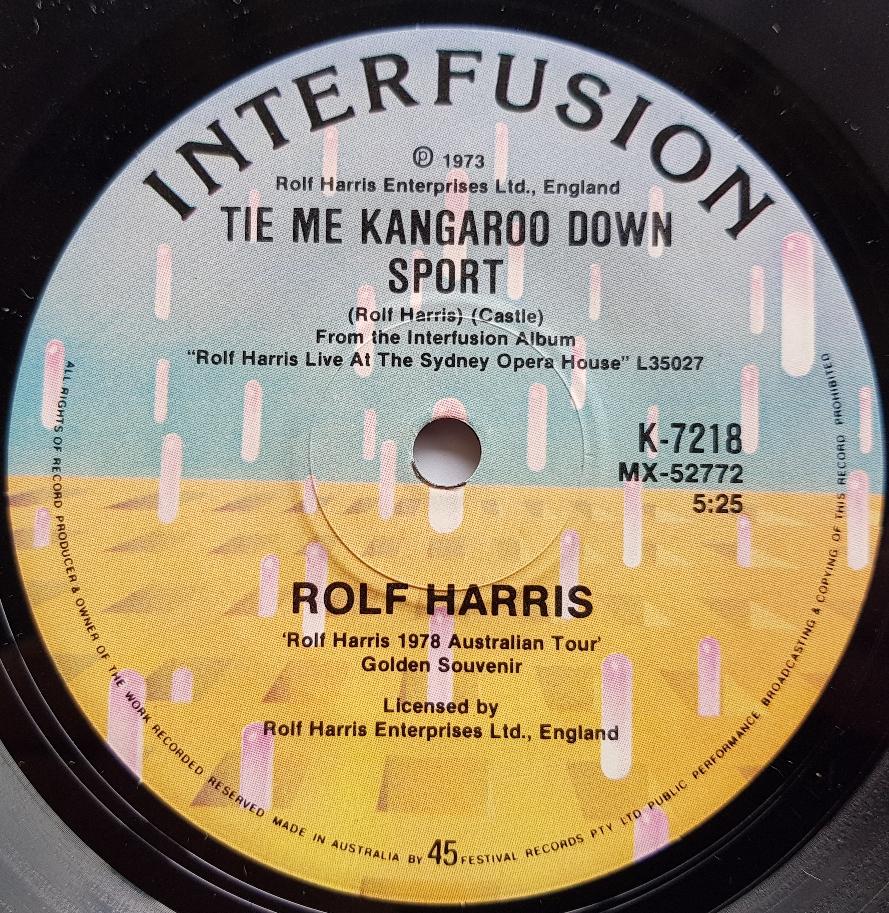 INTERFUSION
Ⓟ 1973
Rolf Harris Enterprises Ltd., England
TIE ME KANGAROO DOWN
SPORT
(Rolf Harris) (Castle)
From the Interfusion Album
"Rolf Harris Live At The Sydney Opera House" L35027
K-7218
MX-52772
5:25
ROLF HARRIS
'Rolf Harris 1978 Australian Tour'
Golden Souvenir
Licensed by
Rolf Harris Enterprises Ltd., England
ALL RIGHTS OF RECORD PRODUCER & OWNER OF THE WORK RECORDED RESERVED MADE IN AUSTRALIA BY 45 FESTIVAL RECORDS PTY LTD PUBLIC PERFORMANCE BROADCASTING & COPYING OF THIS RECORD PROHIBITED